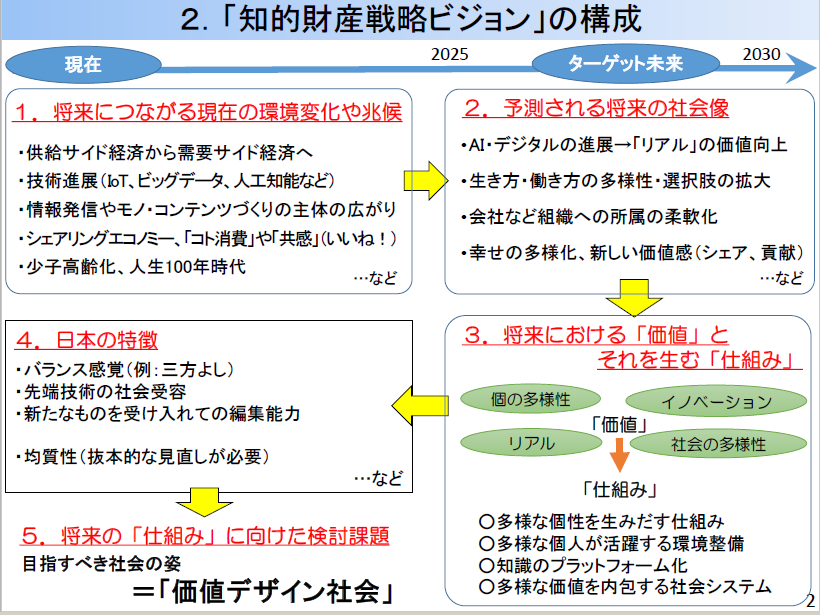 ２．「知的財産戦略ビジョン」の構成
現在
2025
ターゲット未来
2030
１．将来につながる現在の環境変化や兆候
・供給サイド経済から需要サイド経済へ
・技術進展（IoT、ビッグデータ、人工知能など）
・情報発信やモノ・コンテンツづくりの主体の広がり
・シェアリングエコノミー、「コト消費」や「共感」（いいね！）
・少子高齢化、人生100年時代
…など
２．予測される将来の社会像
・AI・デジタルの進展→「リアル」の価値向上
・生き方・働き方の多様性・選択肢の拡大
・会社など組織への所属の柔軟化
・幸せの多様化、新しい価値感（シェア、貢献）
…など
３．将来における「価値」と
それを生む「仕組み」
個の多様性
イノベーション
「価値」
リアル
社会の多様性
「仕組み」
○多様な個性を生みだす仕組み
○多様な個人が活躍する環境整備
○知識のプラットフォーム化
○多様な価値を内包する社会システム
４．日本の特徴
・バランス感覚（例：三方よし）
・先端技術の社会受容
・新たなものを受け入れての編集能力
・均質性（抜本的な見直しが必要）
…など
５．将来の「仕組み」に向けた検討課題
目指すべき社会の姿
＝「価値デザイン社会」
2